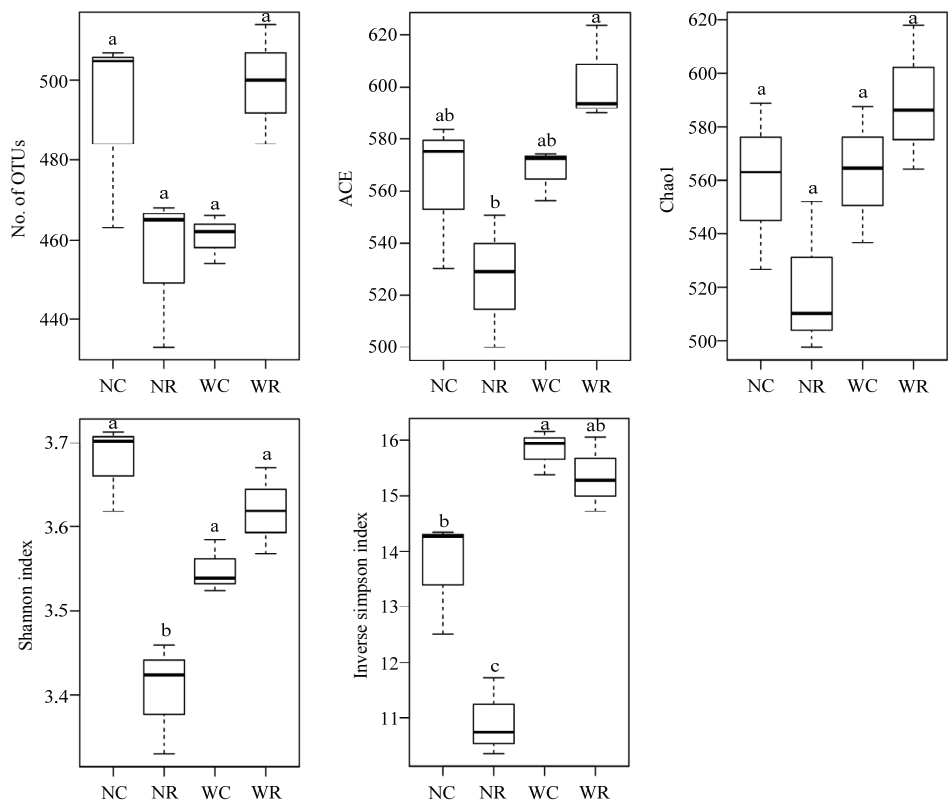 No. of OTUs
500
480
460
440
a
a
a
a
NC NR WC WR
ACE
620
600
580
560
540
520
500
ab
b
ab
a
NC NR WC WR
Chao1
620
600
580
560
540
520
500
a
a
a
a
NC NR WC WR
Shannon index
3.7
3.6
3.5
3.4
a
b
a
a
NC NR WC WR
Inverse simpson index
16
15
14
13
12
11
b
c
a
ab
NC NR WC WR